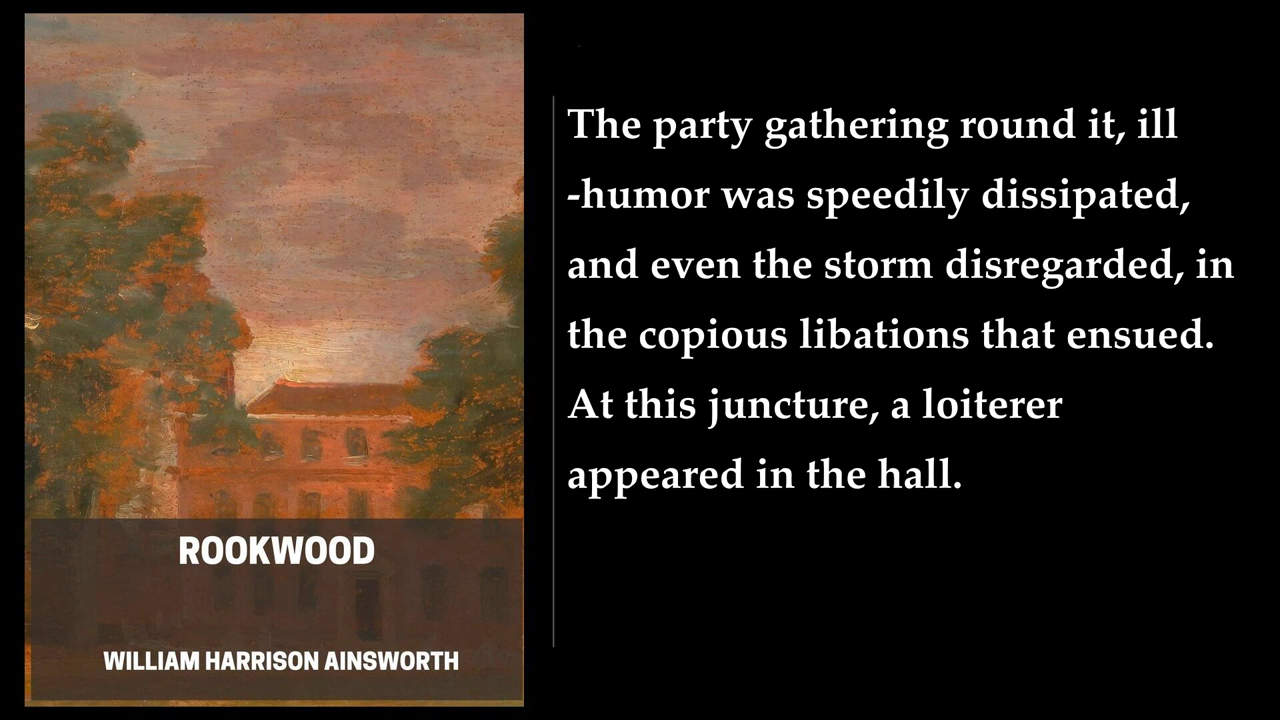 ROOKWOOD
WILLIAM HARRISON AINSWORTH
The party gathering round it, ill
-humor was speedily dissipated,
and even the storm disregarded, in
the copious libations that ensued.
At this juncture, a loiterer
appeared in the hall.